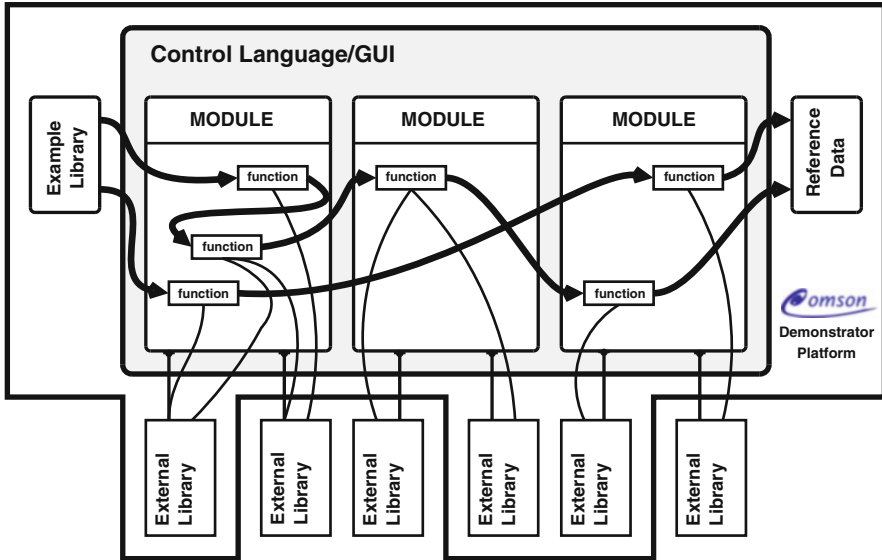 Control Language/GUI
Example
Library
MODULE
MODULE
MODULE
Reference
Data
function
function
function
function
function
function
Comson
Demonstrator
Platform
External
Library
External
Library
External
Library
External
Library
External
Library
External
Library